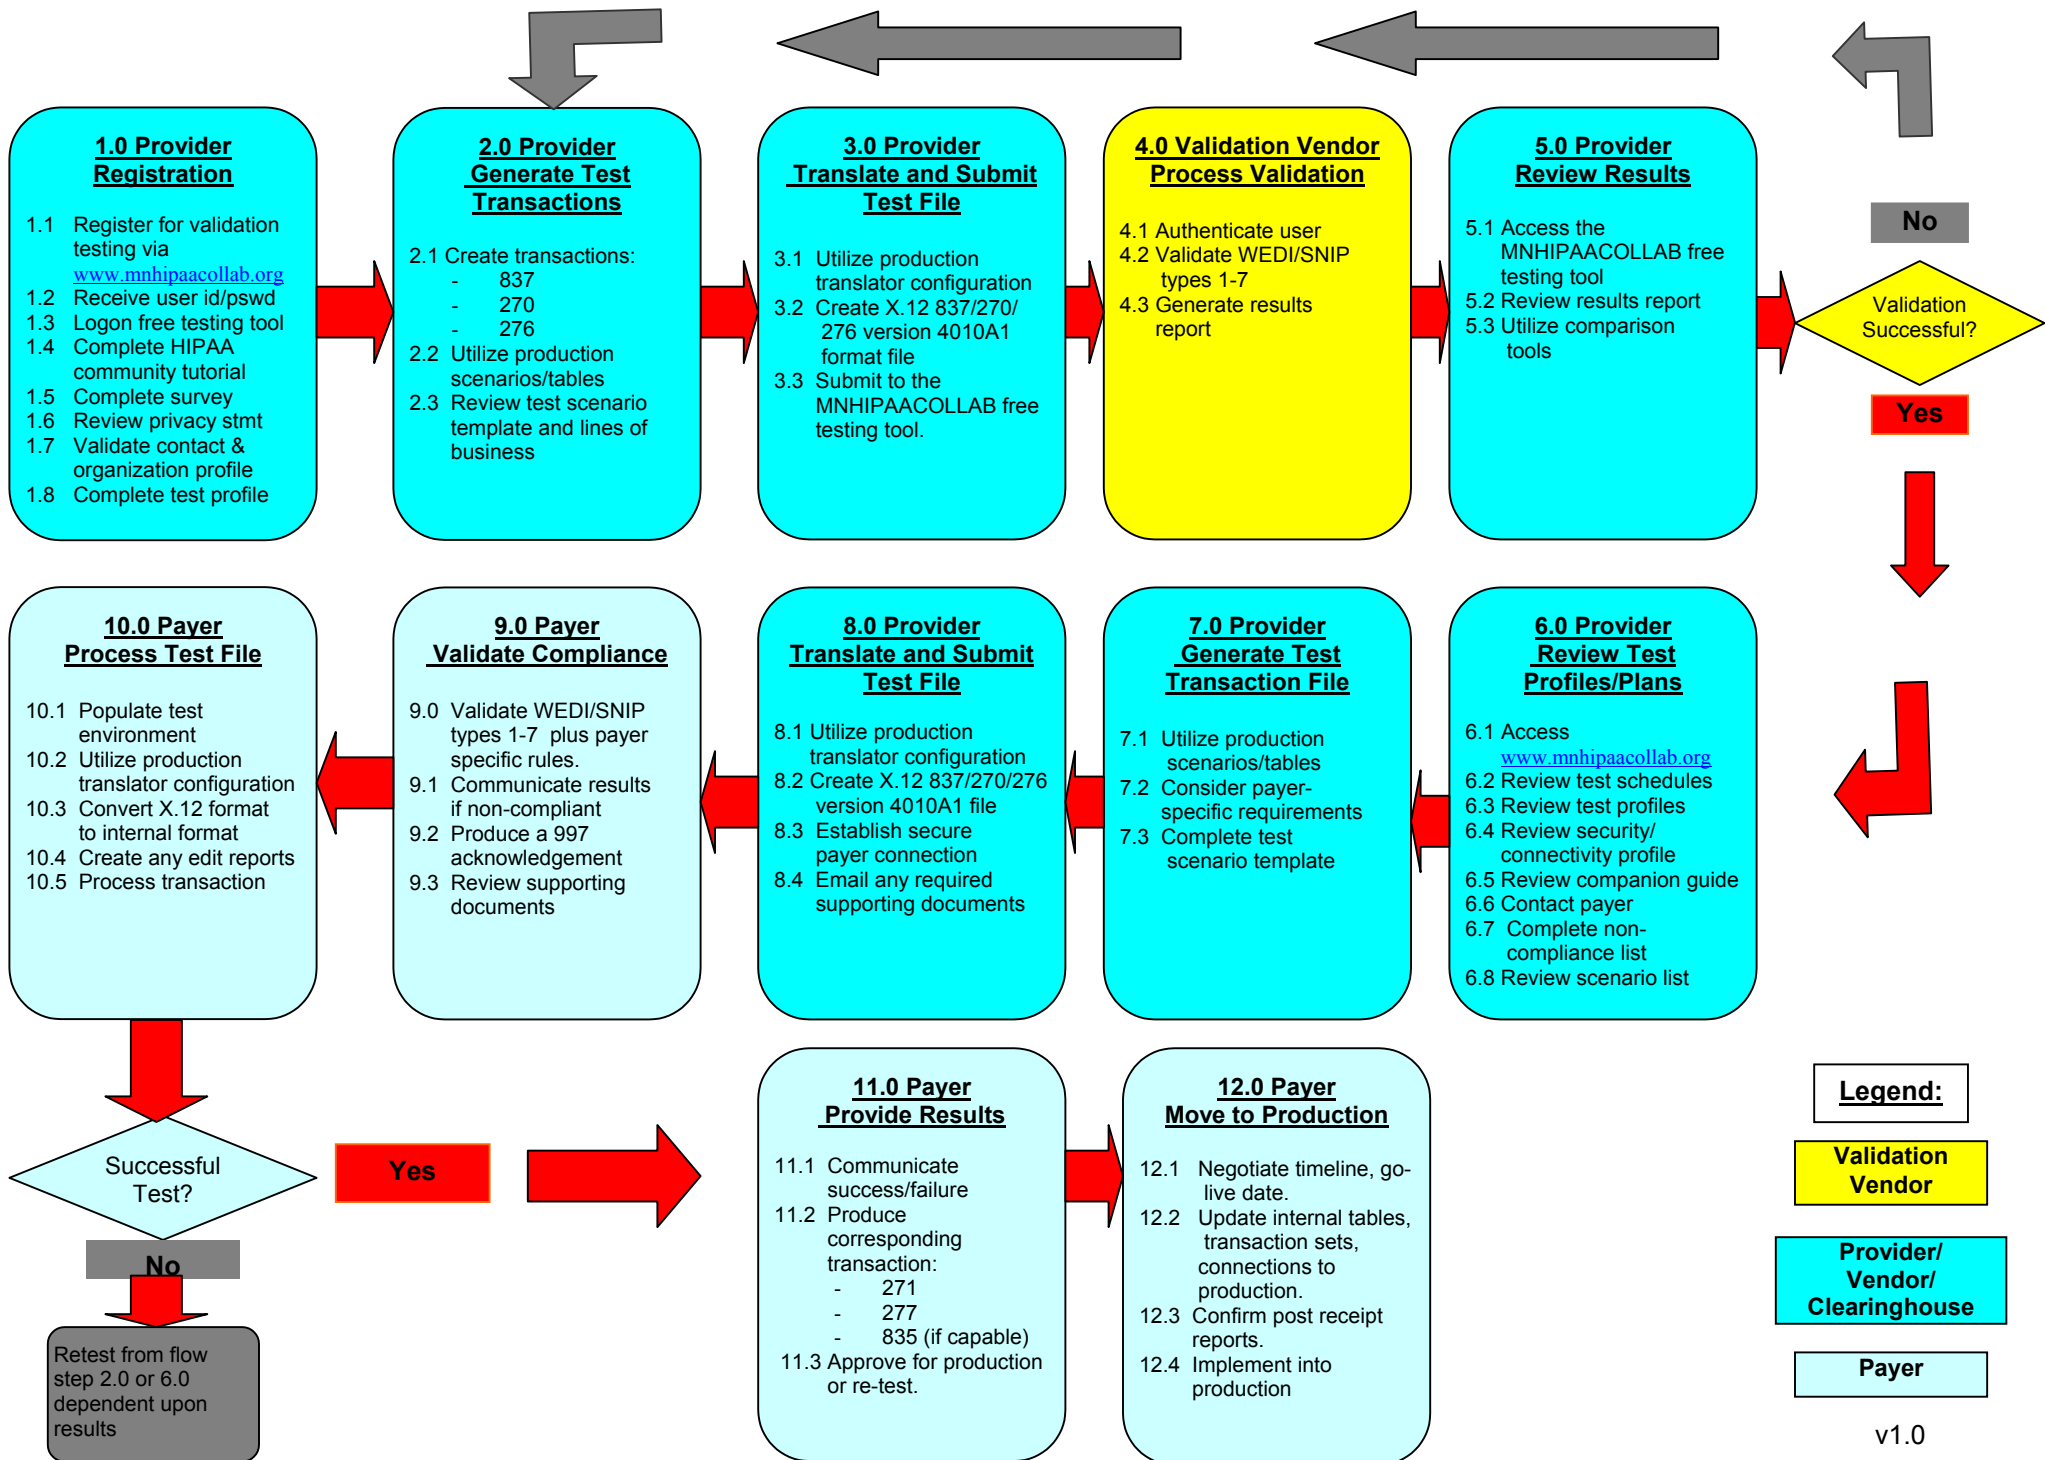 1.0 Provider
Registration
1.1 Register for validation
testing via
www.mnhipaacollab.org
1.2 Receive user id/pswd
1.3 Logon free testing tool
1.4 Complete HIPAA
community tutorial
1.5 Complete survey
1.6 Review privacy stmt
1.7 Validate contact &
organization profile
1.8 Complete test profile
2.0 Provider
Generate Test
Transactions
2.1 Create transactions:
- 837
- 270
- 276
2.2 Utilize production
scenarios/tables
2.3 Review test scenario
template and lines of
business
3.0 Provider
Translate and Submit
Test File
3.1 Utilize production
translator configuration
3.2 Create X.12 837/270/
276 version 4010A1
format file
3.3 Submit to the
MNHIPAACOLLAB free
testing tool.
4.0 Validation Vendor
Process Validation
4.1 Authenticate user
4.2 Validate WEDI/SNIP
types 1-7
4.3 Generate results
report
5.0 Provider
Review Results
5.1 Access the
MNHIPAACOLLAB free
testing tool
5.2 Review results report
5.3 Utilize comparison
tools
No
Validation
Successful?
Yes
10.0 Payer
Process Test File
10.1 Populate test
environment
10.2 Utilize production
translator configuration
10.3 Convert X.12 format
to internal format
10.4 Create any edit reports
10.5 Process transaction
9.0 Payer
Validate Compliance
9.0 Validate WEDI/SNIP
types 1-7 plus payer
specific rules.
9.1 Communicate results
if non-compliant
9.2 Produce a 997
acknowledgement
9.3 Review supporting
documents
8.0 Provider
Translate and Submit
Test File
8.1 Utilize production
translator configuration
8.2 Create X.12 837/270/276
version 4010A1 file
8.3 Establish secure
payer connection
8.4 Email any required
supporting documents
7.0 Provider
Generate Test
Transaction File
7.1 Utilize production
scenarios/tables
7.2 Consider payer-
specific requirements
7.3 Complete test
scenario template
6.0 Provider
Review Test
Profiles/Plans
6.1 Access
www.mnhipaacollab.org
6.2 Review test schedules
6.3 Review test profiles
6.4 Review security/
connectivity profile
6.5 Review companion guide
6.6 Contact payer
6.7 Complete non-
compliance list
6.8 Review scenario list
Successful
Test?
Yes
No
Retest from flow
step 2.0 or 6.0
dependent upon
results
11.0 Payer
Provide Results
11.1 Communicate
success/failure
11.2 Produce
corresponding
transaction:
- 271
- 277
- 835 (if capable)
11.3 Approve for production
or re-test.
12.0 Payer
Move to Production
12.1 Negotiate timeline, go-
live date.
12.2 Update internal tables,
transaction sets,
connections to
production.
12.3 Confirm post receipt
reports.
12.4 Implement into
production
Legend:
Validation
Vendor
Provider/
Vendor/
Clearinghouse
Payer
v1.0